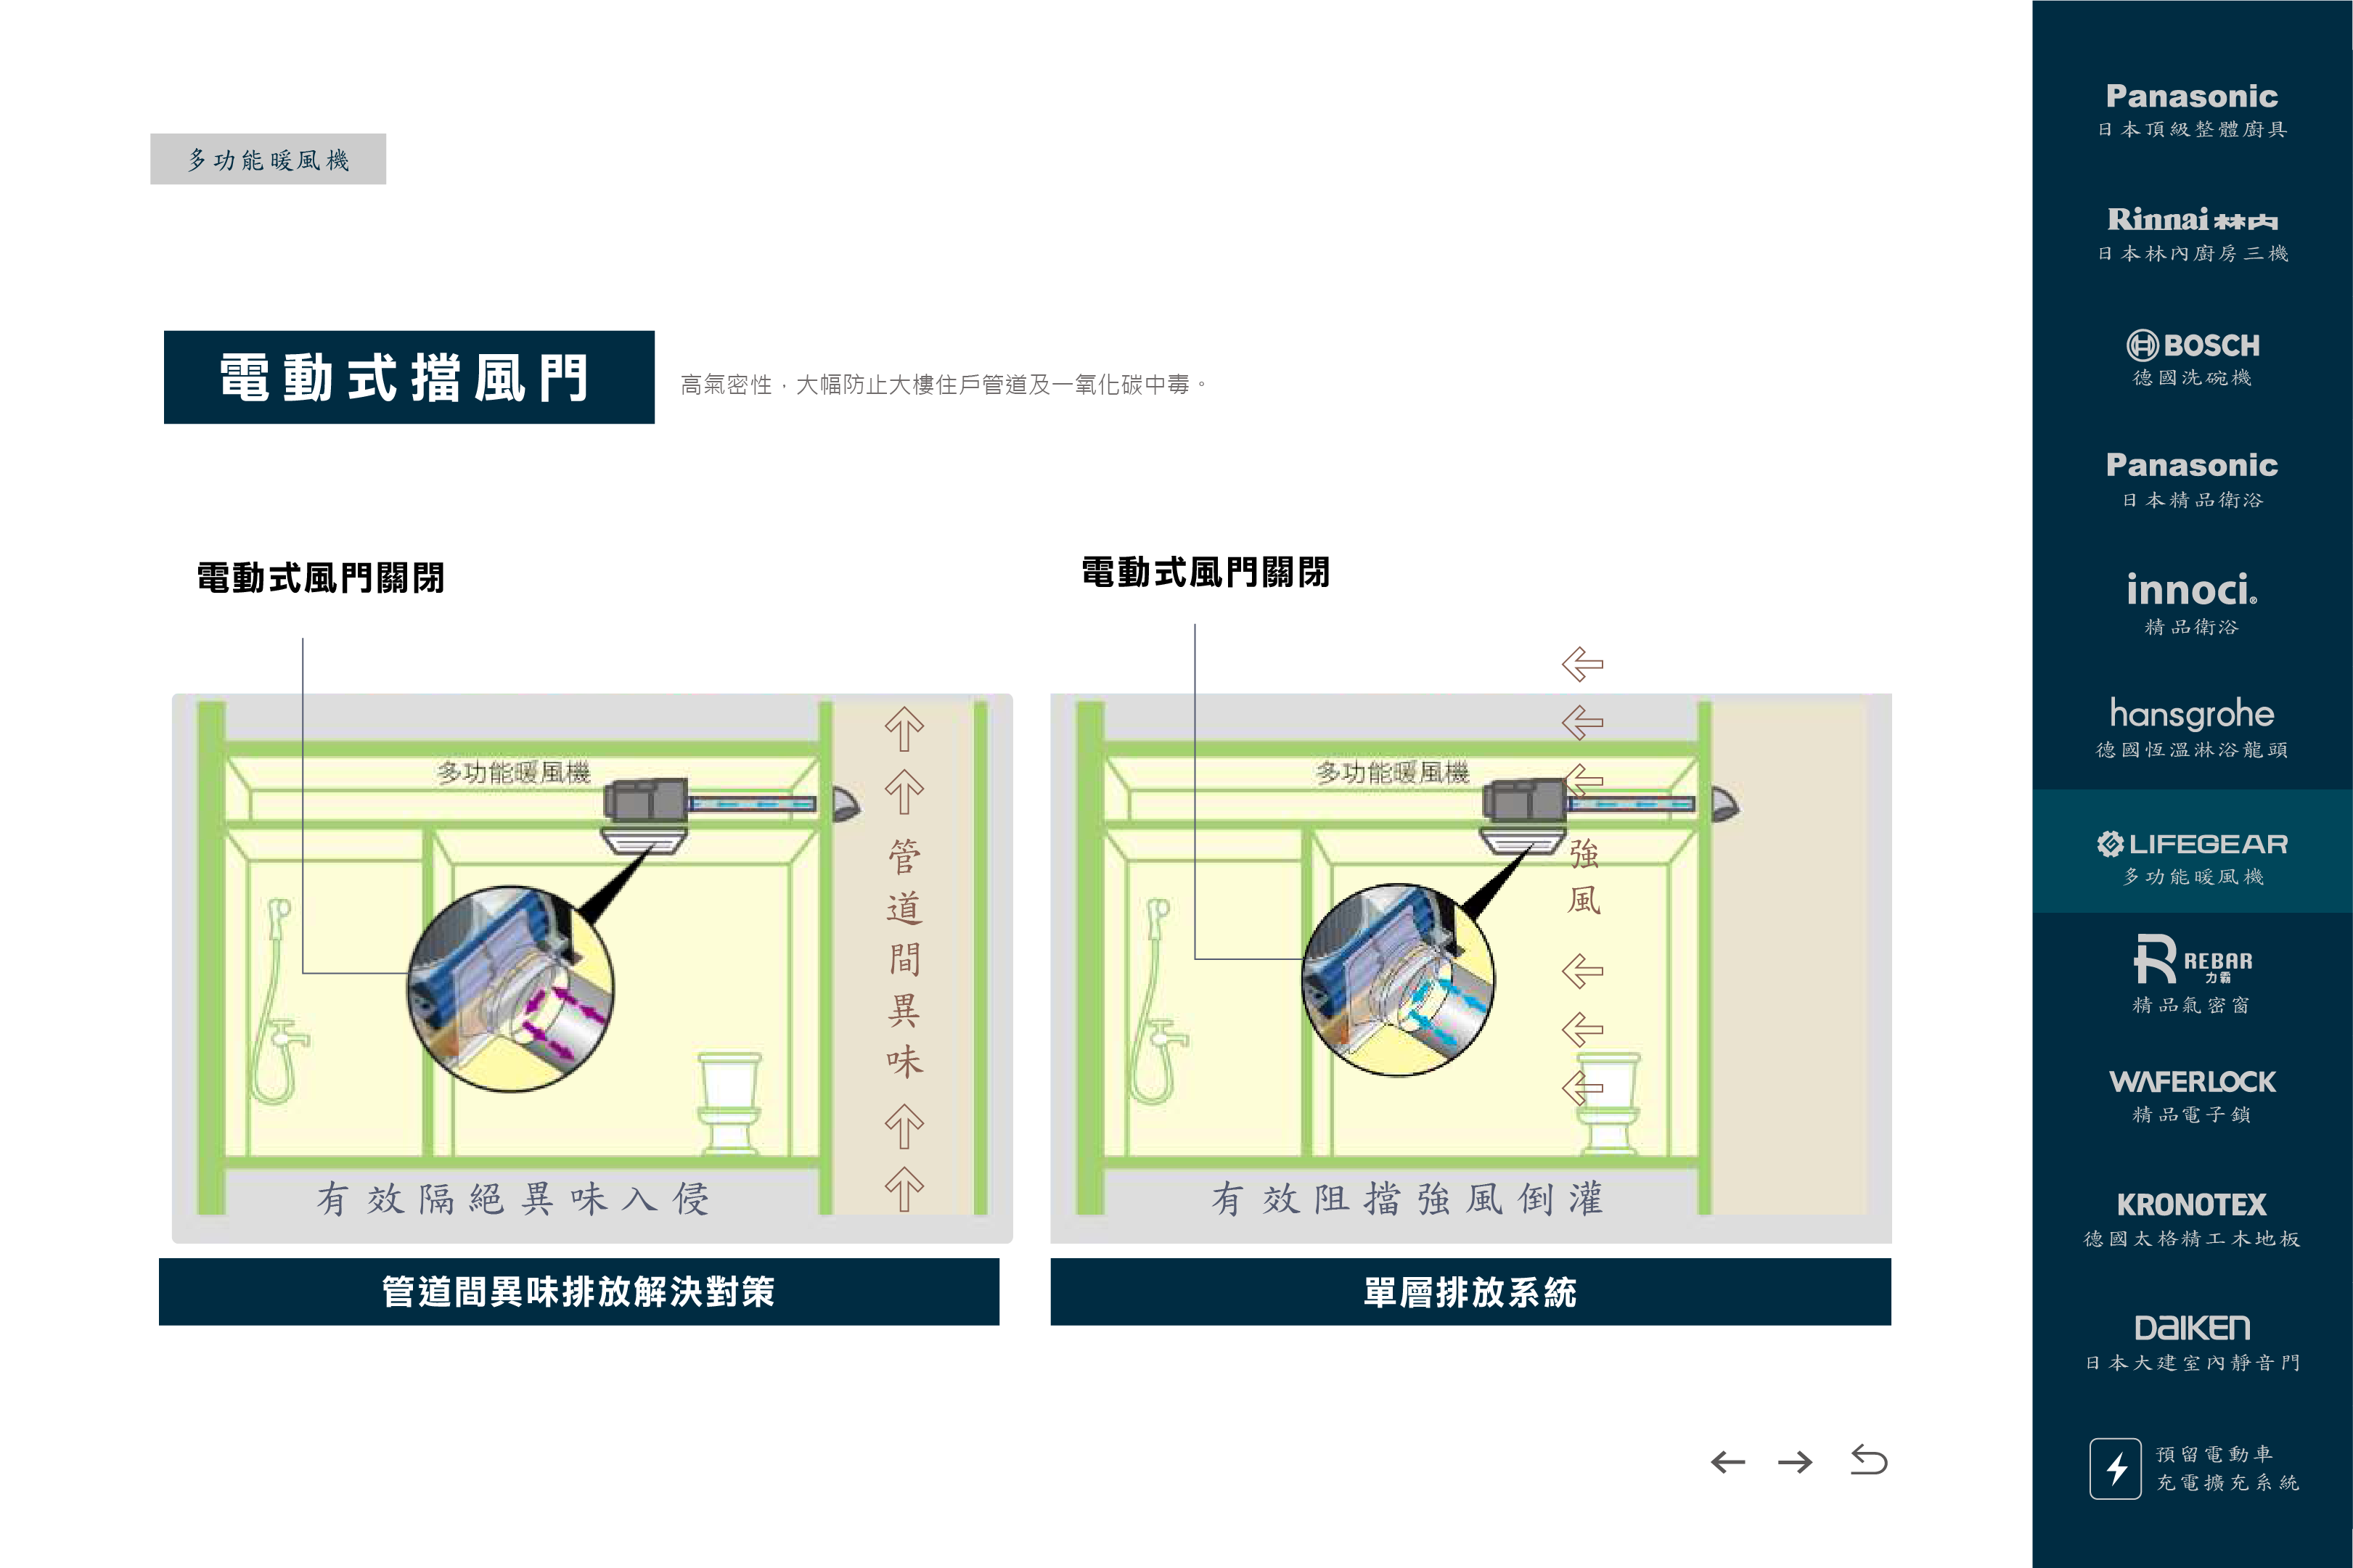 多功能暖風機
電動式擋風門
高氣密性，大幅防止大樓住戶管道及一氧化碳中毒。
電動式風門關閉
多功能暖風機
管道間異味
有效隔絕異味入侵
管道間異味排放解決對策
電動式風門關閉
多功能暖風機
強風
有效阻擋強風倒灌
單層排放系統
Panasonic
日本頂級整體廚具
Rinnai 林內
日本林內廚房三機
BOSCH
德國洗碗機
Panasonic
日本精品衛浴
innoci®
精品衛浴
hansgrohe
德國恆溫淋浴龍頭
LIFEGEAR
多功能暖風機
REBAR
力霸
精品氣密窗
WAFERLOCK
精品電子鎖
KRONOTEX
德國太格精工木地板
DAIKEN
日本大建室內靜音門
預留電動車
充電擴充系統